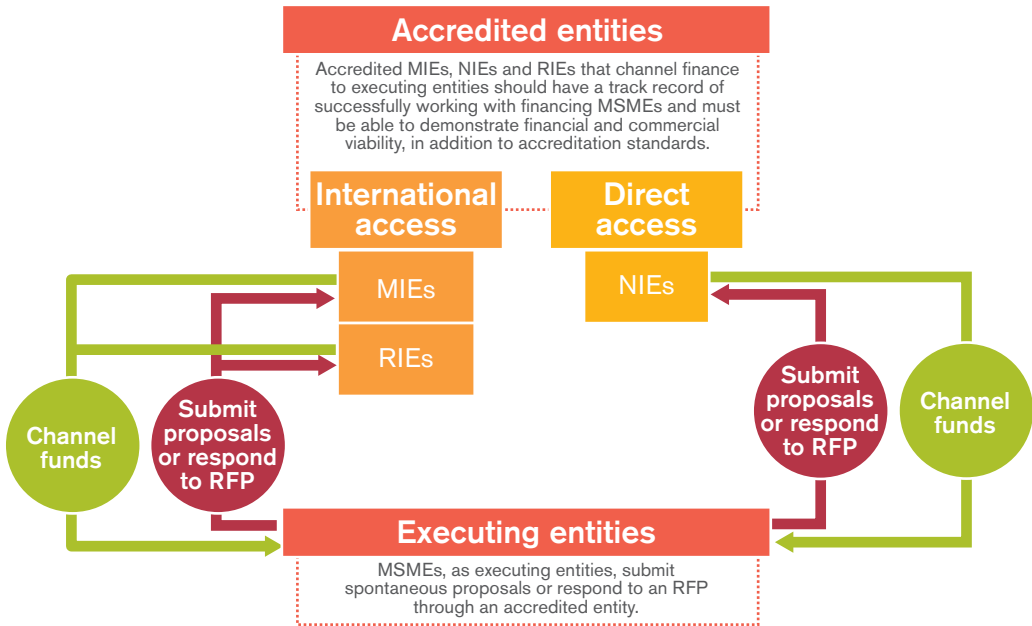 Accredited entities
Accredited MIEs, NIEs and RIEs that channel finance
to executing entities should have a track record of
successfully working with financing MSMEs and must
be able to demonstrate financial and commercial
viability, in addition to accreditation standards.
International
access
Direct
access
MIEs
NIEs
RIEs
Channel
funds
Submit
proposals
or respond
to RFP
Submit
proposals
or respond
to RFP
Channel
funds
Executing entities
MSMEs, as executing entities, submit
spontaneous proposals or respond to an RFP
through an accredited entity.